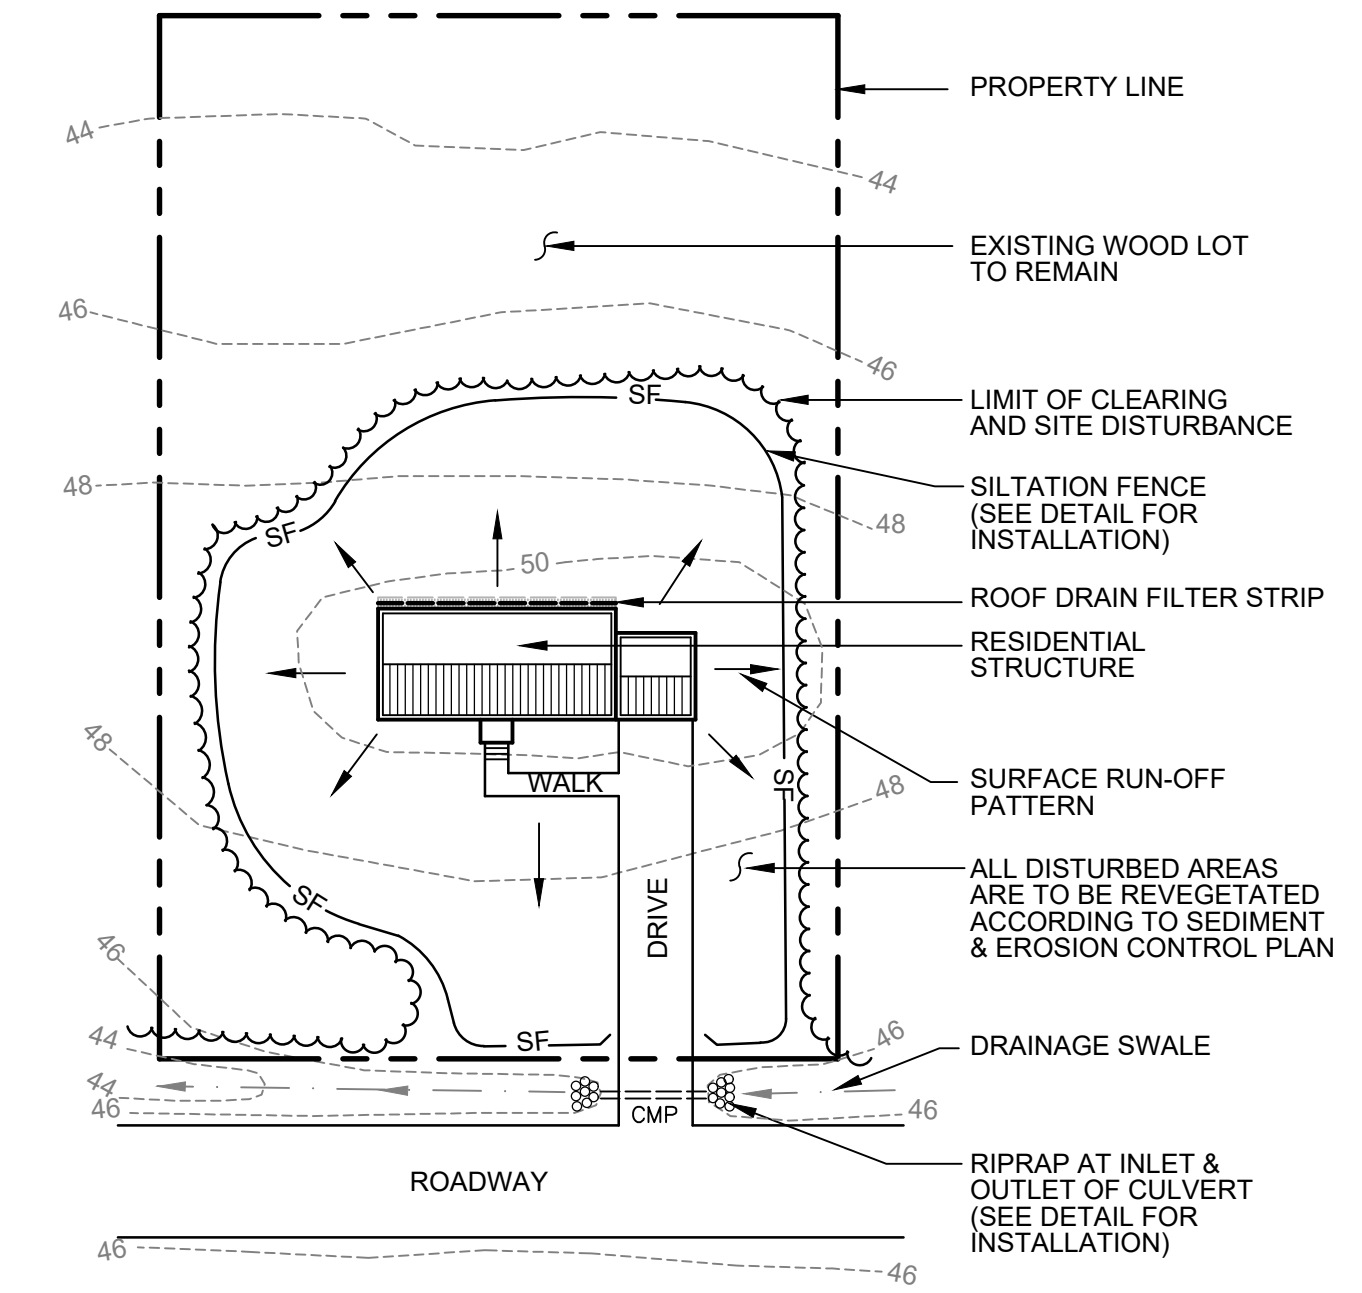 PROPERTY LINE
44
44
EXISTING WOOD LOT
TO REMAIN
46
46
SF
LIMIT OF CLEARING
AND SITE DISTURBANCE
48
48
SILTATION FENCE
(SEE DETAIL FOR
INSTALLATION)
SF
50
ROOF DRAIN FILTER STRIP
RESIDENTIAL
STRUCTURE
48
WALK
SF
48
SURFACE RUN-OFF
PATTERN
ALL DISTURBED AREAS
ARE TO BE REVEGETATED
ACCORDING TO SEDIMENT
& EROSION CONTROL PLAN
SF
DRIVE
46
44
SF
46
DRAINAGE SWALE
44
46
CMP
46
ROADWAY
RIPRAP AT INLET &
OUTLET OF CULVERT
(SEE DETAIL FOR
INSTALLATION)
46
46